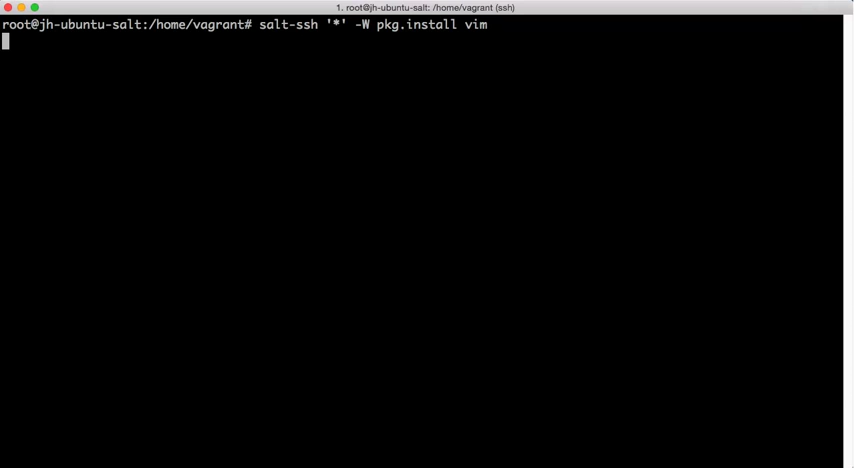 1. root@jh-ubuntu-salt: /home/vagrant (ssh)
root@jh-ubuntu-salt:/home/vagrant# salt-ssh '*' -W pkg.install vim